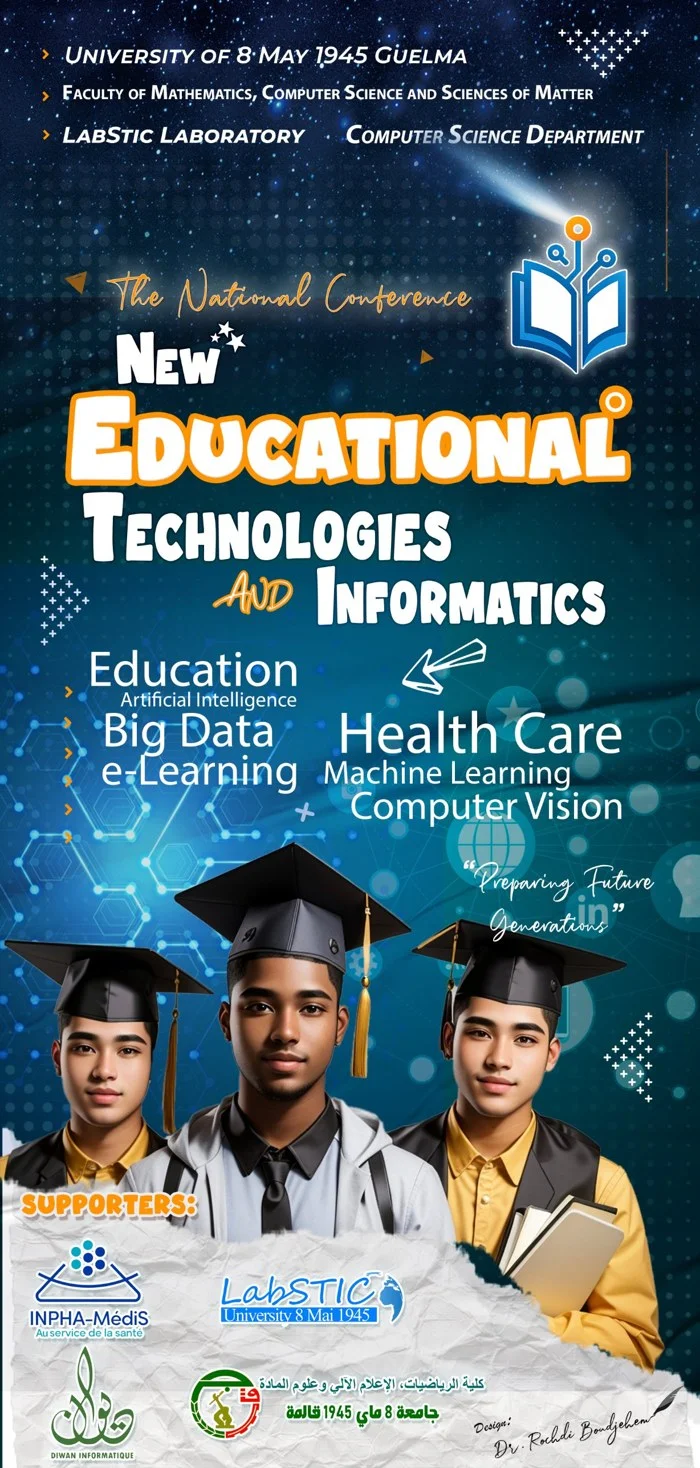 University of 8 May 1945 Guelma
Faculty of Mathematics, Computer Science and Sciences of Matter
LabStic Laboratory Computer Science Department
The National Conference
New
Educational
Technologies
AND Informatics
Education
Artificial Intelligence
Big Data
e-Learning
Health Care
Machine Learning
Computer Vision
“Preparing Future
Generations”
in
SUPPORTERS:
INPHA-MédiS
Au service de la santé
LabSTIC
University 8 Mai 1945
ديوان
DIWAN INFORMATIQUE
كلية الرياضيات، الإعلام الآلي وعلوم المادة
جامعة 8 ماي 1945 قالمة
Design:
Dr. Rochdi Boudjehem